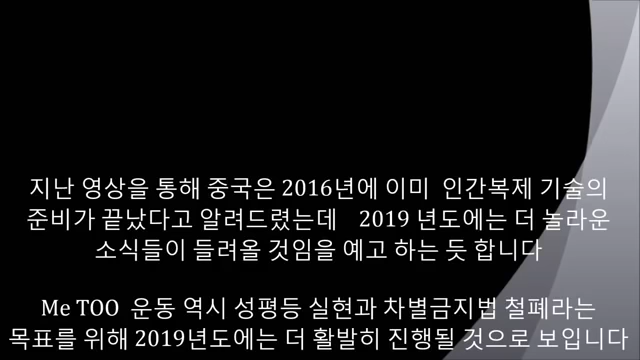 지난 영상을 통해 중국은 2016년에 이미 인간복제 기술의
준비가 끝났다고 알려드렸는데 2019 년도에는 더 놀라운
소식들이 들려올 것임을 예고 하는 듯 합니다
Me TOO 운동 역시 성평등 실현과 차별금지법 철폐라는
목표를 위해 2019년도에는 더 활발히 진행될 것으로 보입니다